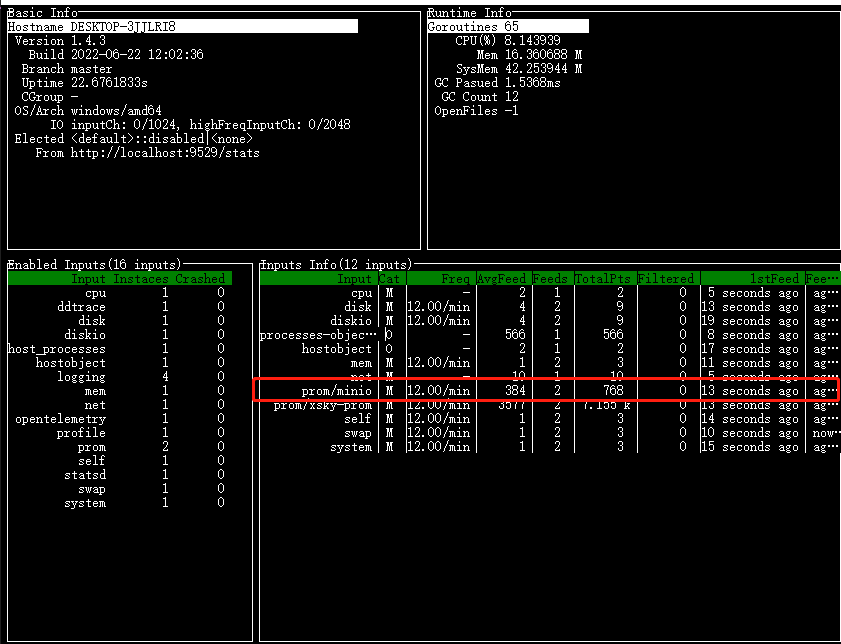 Basic Info
Hostname DESKTOP-3JJLRI8
Version 1.4.3
Build 2022-06-22 12:02:36
Branch master
Uptime 22.6761833s
CGroup -
OS/Arch windows/amd64
IO inputCh: 0/1024, highFreqInputCh: 0/2048
Elected <default>::disabled|<none>
From http://localhost:9529/stats
Runtime Info
Goroutines 65
CPU(%) 8.143939
Mem 16.360688 M
SysMem 42.253944 M
GC Pasued 1.5368ms
GC Count 12
OpenFiles -1
Enabled Inputs(16 inputs)
Input Instaces Crashed
cpu 1 0
ddtrace 1 0
disk 1 0
diskio 1 0
host_processes 1 0
hostobject 1 0
logging 4 0
mem 1 0
net 1 0
opentelemetry 1 0
profile 1 0
prom 2 0
self 1 0
statsd 1 0
swap 1 0
system 1 0
Inputs Info(12 inputs)
Input Cat Freq AvgFeed Feeds TotalPts Filtered 1stFeed Fee…
cpu M - 2 1 2 0 5 seconds ago ag…
disk M 12.00/min 4 2 9 0 13 seconds ago ag…
diskio M 12.00/min 4 2 9 0 19 seconds ago ag…
processes-objec… O - 566 1 566 0 8 seconds ago ag…
hostobject O - 2 1 2 0 17 seconds ago ag…
mem M 12.00/min 1 2 3 0 11 seconds ago ag…
net M - 10 1 10 0 5 seconds ago ag…
prom/minio M 12.00/min 384 2 768 0 13 seconds ago ag…
prom/xsky-prom M 12.00/min 3577 2 7.155 k 0 13 seconds ago ag…
self M 12.00/min 1 2 3 0 14 seconds ago ag…
swap M 12.00/min 1 2 3 0 10 seconds ago now…
system M 12.00/min 1 2 3 0 15 seconds ago ag…